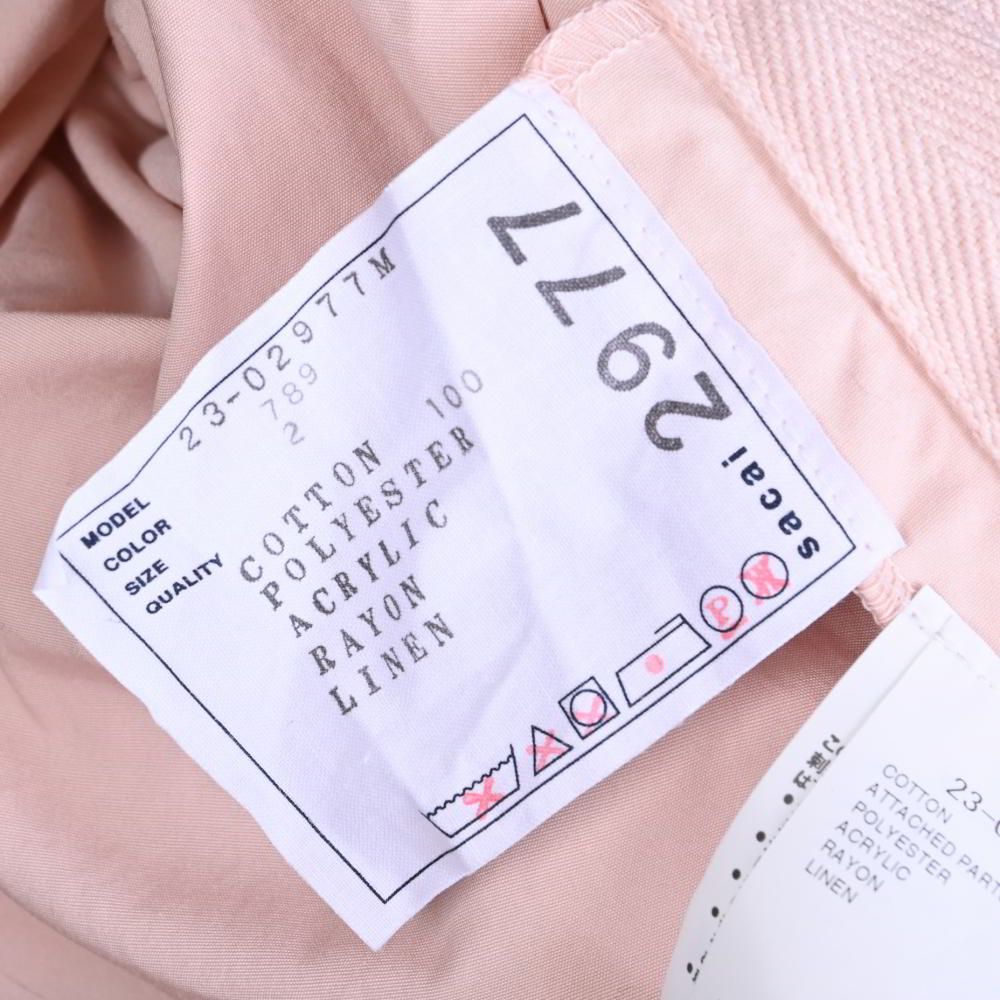 MODEL 23-02977M
COLOR 789
SIZE 2
QUALITY
COTTON 100
POLYESTER
ACRYLIC
RAYON
LINEN
2977
sacai
P
W
COTTON
ATTACHED PART
POLYESTER
ACRYLIC
RAYON
LINEN